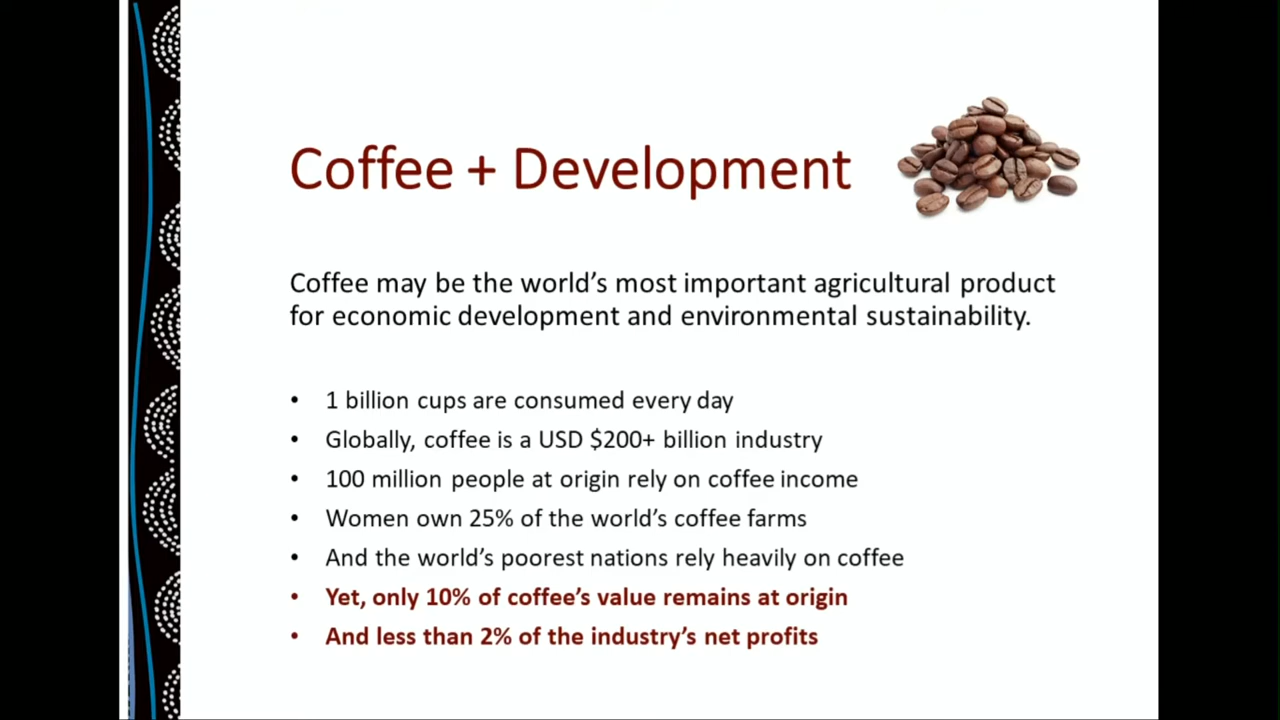 Coffee + Development
Coffee may be the world’s most important agricultural product
for economic development and environmental sustainability.
• 1 billion cups are consumed every day
• Globally, coffee is a USD $200+ billion industry
• 100 million people at origin rely on coffee income
• Women own 25% of the world’s coffee farms
• And the world’s poorest nations rely heavily on coffee
• Yet, only 10% of coffee’s value remains at origin
• And less than 2% of the industry’s net profits